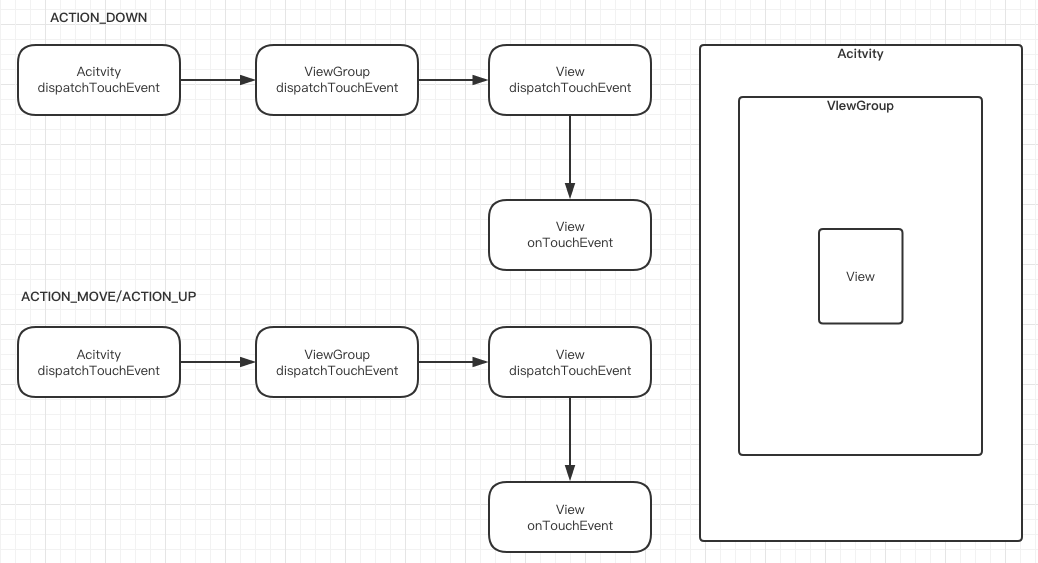 ACTION_DOWN
Acitvity
dispatchTouchEvent
ViewGroup
dispatchTouchEvent
View
dispatchTouchEvent
View
onTouchEvent
ACTION_MOVE/ACTION_UP
Acitvity
dispatchTouchEvent
ViewGroup
dispatchTouchEvent
View
dispatchTouchEvent
View
onTouchEvent
Acitvity
VIewGroup
View